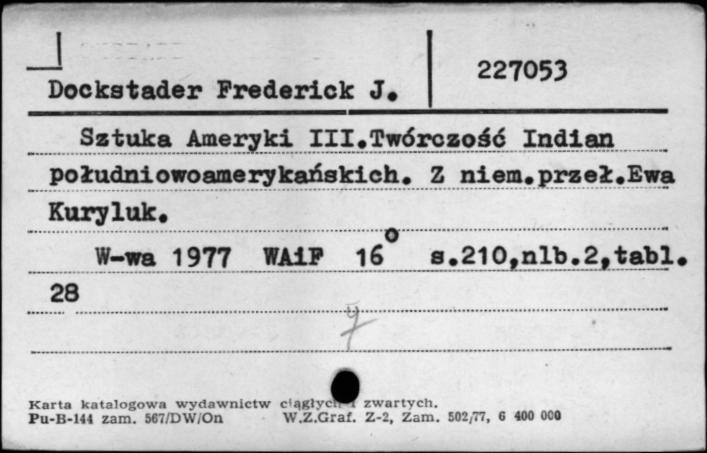 227053
Dockstader Frederick J.
Sztuka Ameryki III.Twórczość Indian
południowoamerykańskich. Z niem.przeł.Ewa
Kuryluk.
W-wa 1977 WAiF 16° s.210,nlb.2,tabl.
28
Karta katalogowa wydawnictw ciągłych i zwartych.
Pu-B-144 zam. 567/DW/On W.Z.Graf. Z-2, Zam. 502/77, 6 400 000